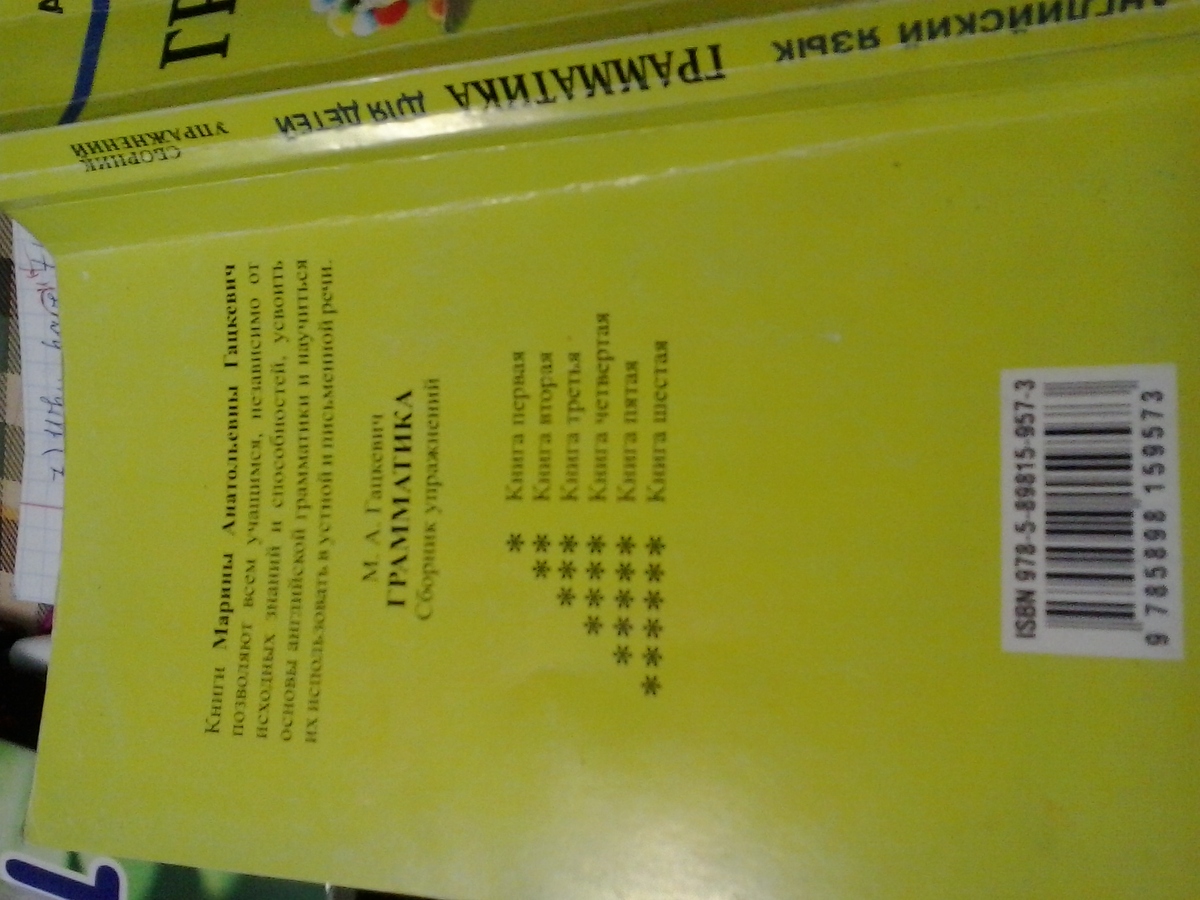 ГР
АНГЛИЙСКИЙ ЯЗЫК ГРАММАТИКА ДЛЯ ДЕТЕЙ
СБОРНИК
УПРАЖНЕНИЙ
Книги Марины Анатольевны Гацкевич
позволяют всем учащимся, независимо от
исходных знаний и способностей, усвоить
основы английской грамматики и научиться
их использовать в устной и письменной речи.
М. А. Гацкевич
ГРАММАТИКА
Сборник упражнений
* Книга первая
** Книга вторая
*** Книга третья
**** Книга четвертая
***** Книга пятая
****** Книга шестая
ISBN 978-5-89815-957-3
9 785898 159573
1